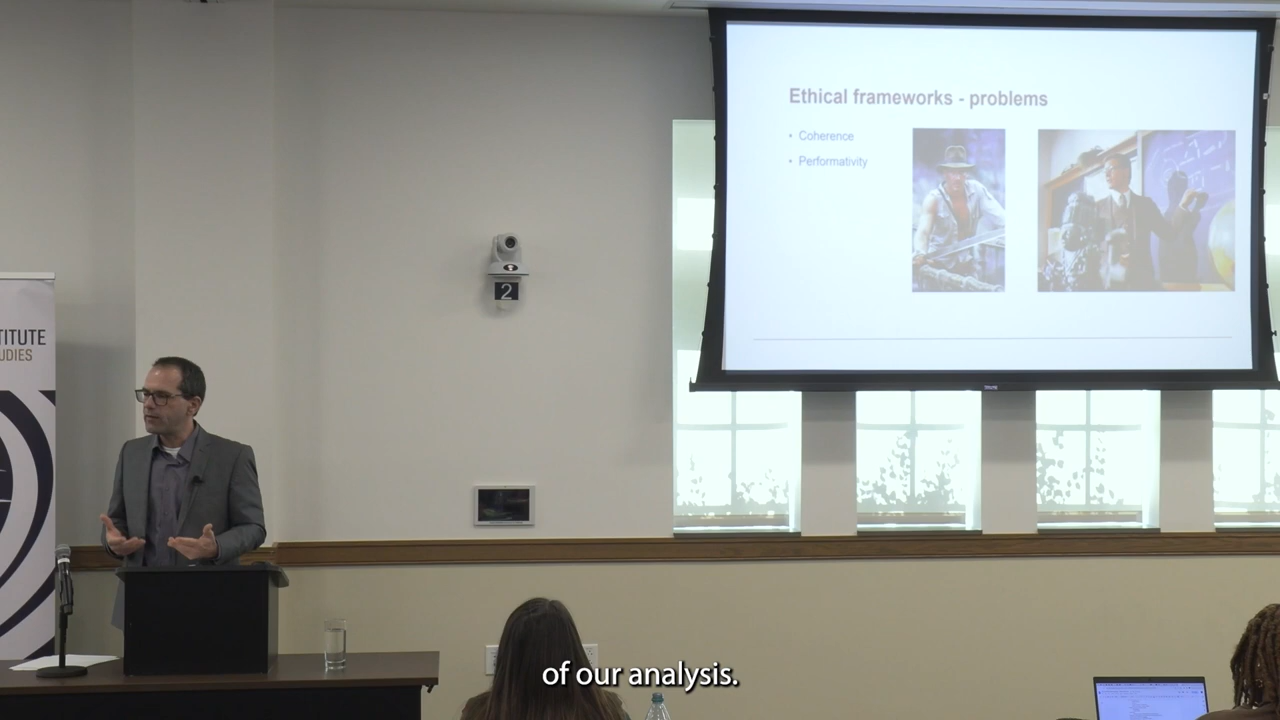 Ethical frameworks - problems
• Coherence
• Performativity
2
TITUTE
UDIES
of our analysis.